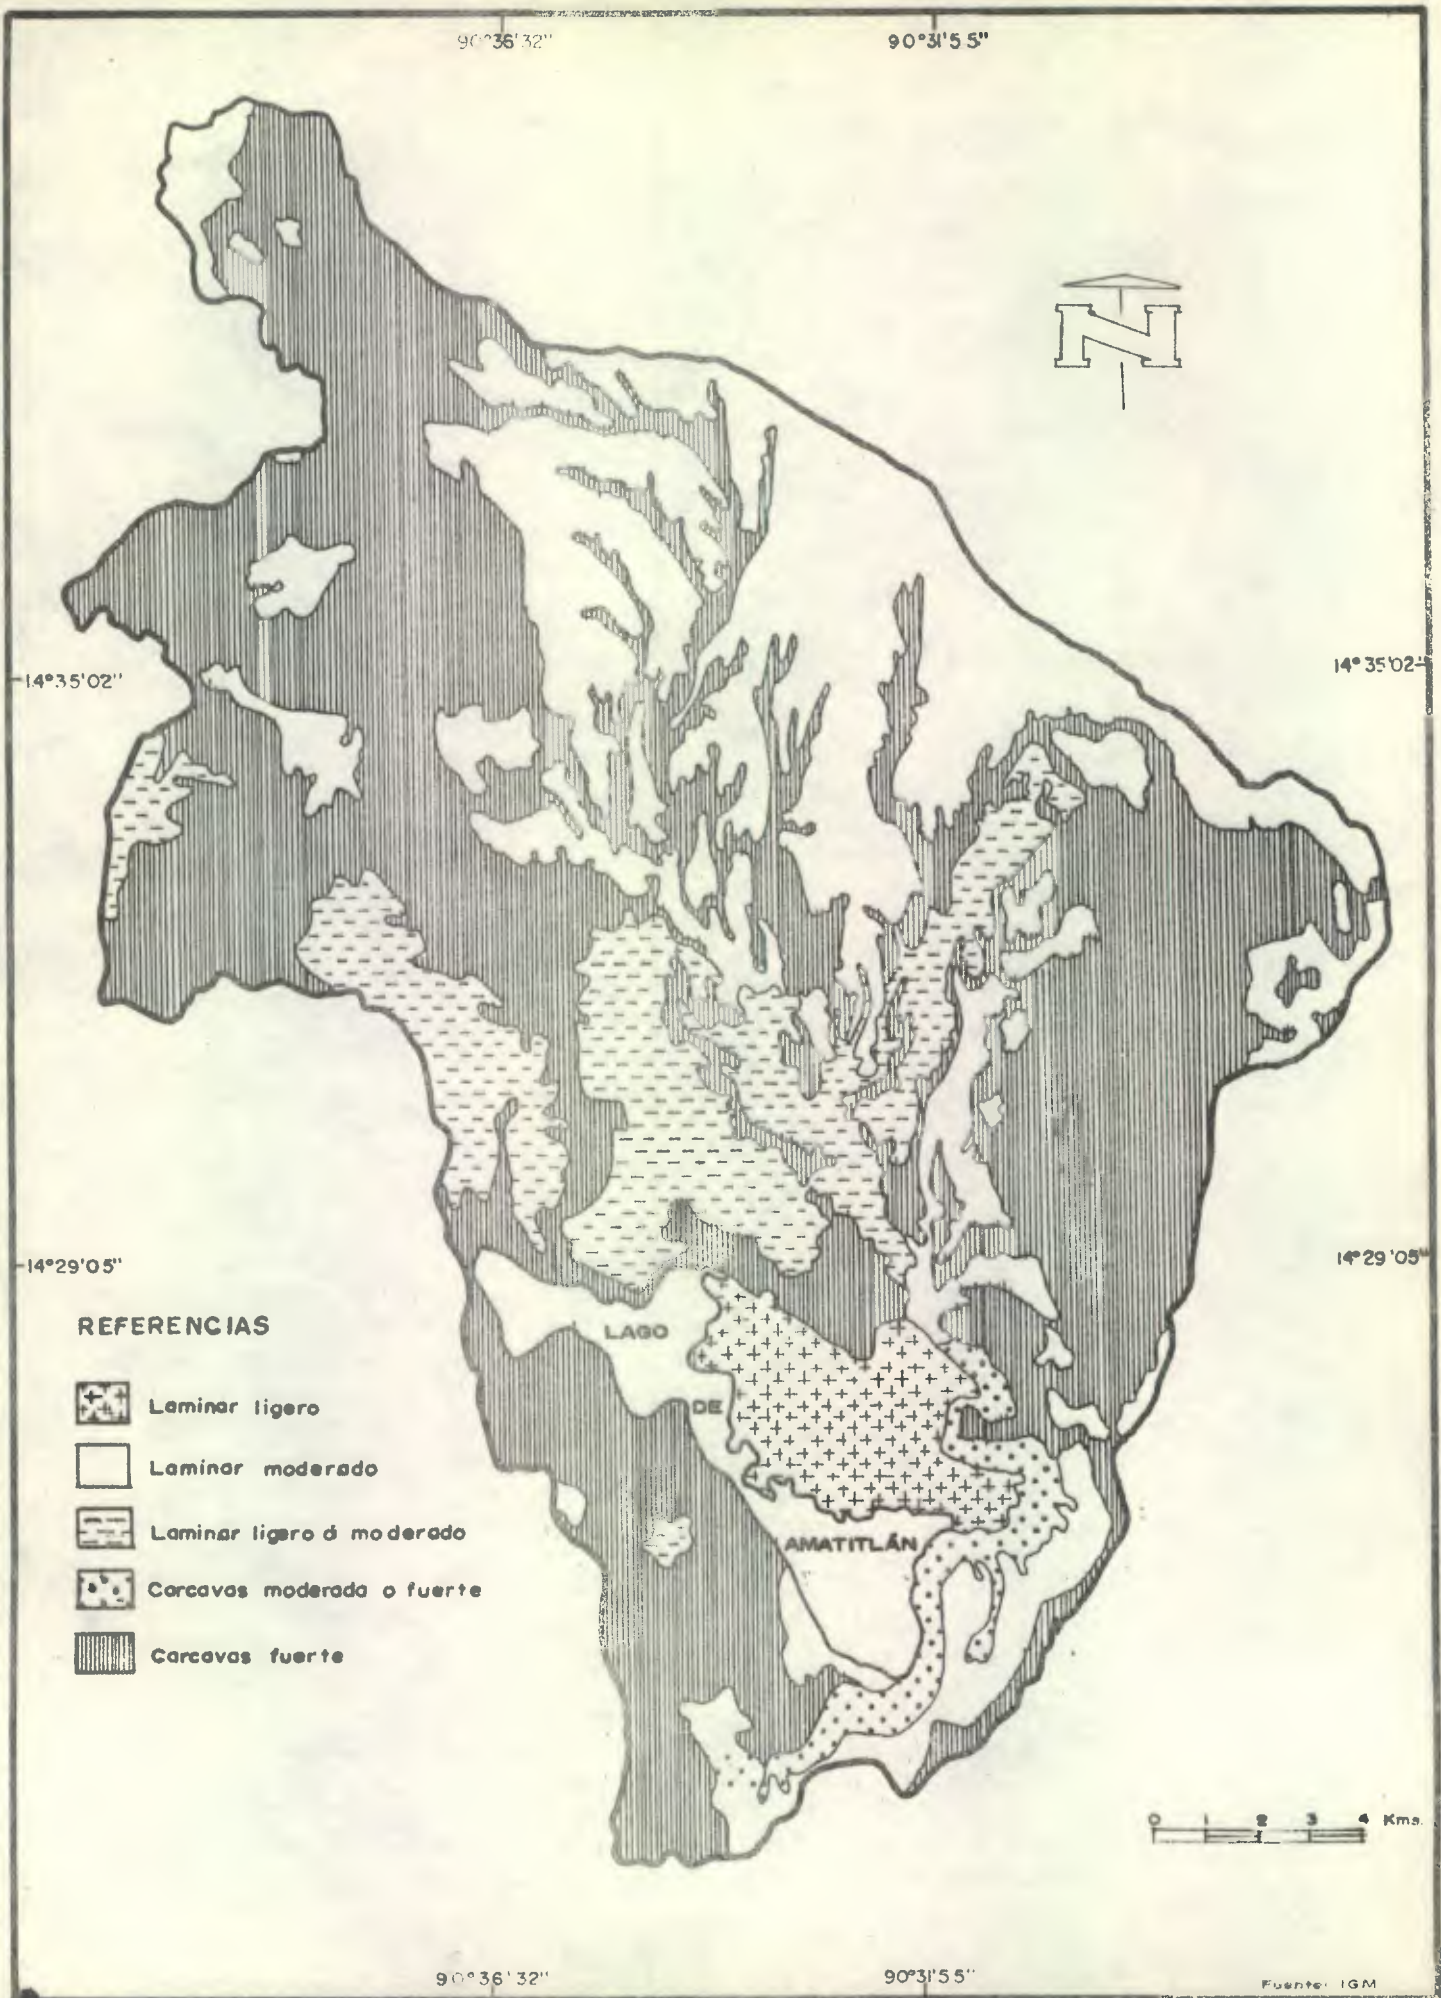 90°36'32" 90°31'55"
N
14°35'02" 14°35'02"
14°29'05" 14°29'05"
REFERENCIAS
Laminar ligero
Laminar moderado
Laminar ligero á moderado
Carcavas moderada o fuerte
Carcavas fuerte
LAGO
DE
AMATITLÁN
0 1 2 3 4 Kms.
90°36'32" 90°31'55"
Fuente: IGM